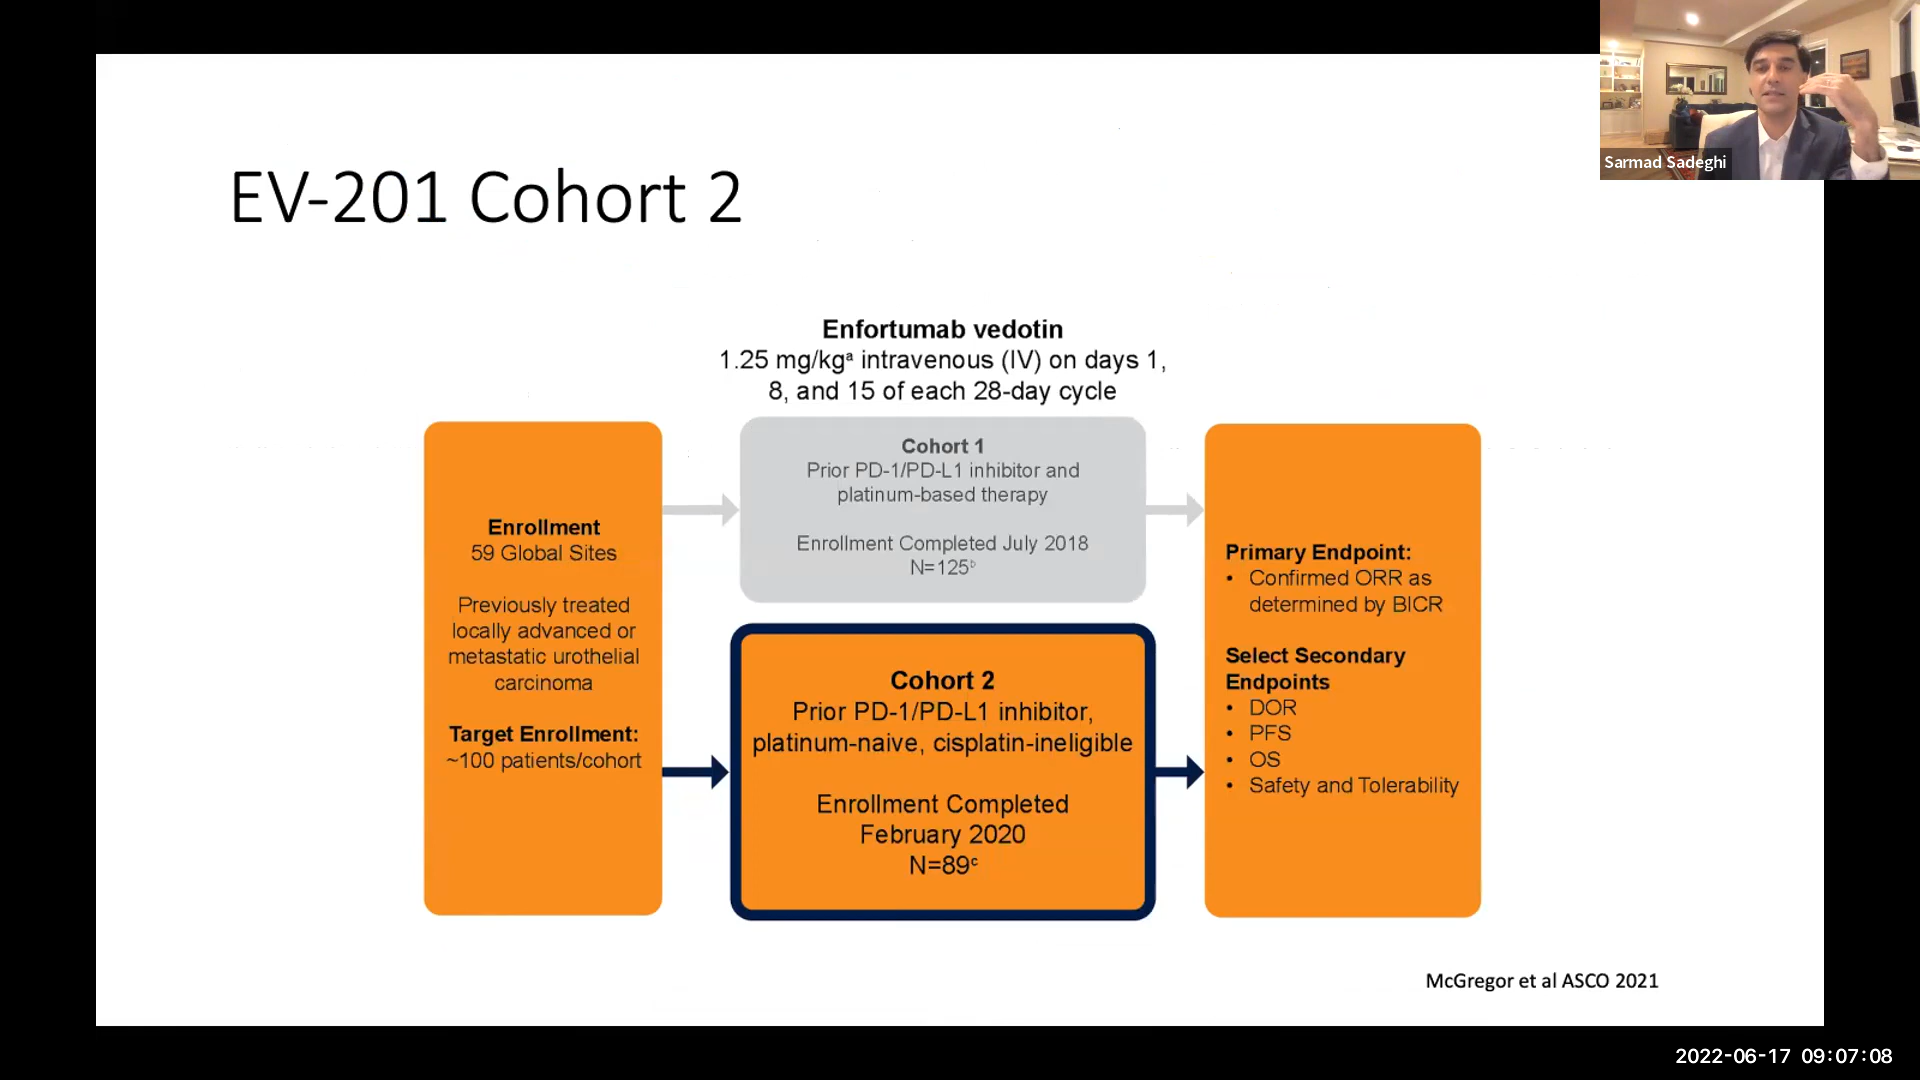 Sarmad Sadeghi
EV-201 Cohort 2
Enfortumab vedotin
1.25 mg/kgᵃ intravenous (IV) on days 1,
8, and 15 of each 28-day cycle
Enrollment
59 Global Sites
Previously treated
locally advanced or
metastatic urothelial
carcinoma
Target Enrollment:
~100 patients/cohort
Cohort 1
Prior PD-1/PD-L1 inhibitor and
platinum-based therapy
Enrollment Completed July 2018
N=125ᵇ
Cohort 2
Prior PD-1/PD-L1 inhibitor,
platinum-naive, cisplatin-ineligible
Enrollment Completed
February 2020
N=89ᶜ
Primary Endpoint:
• Confirmed ORR as
determined by BICR
Select Secondary
Endpoints
• DOR
• PFS
• OS
• Safety and Tolerability
McGregor et al ASCO 2021
2022-06-17 09:07:08